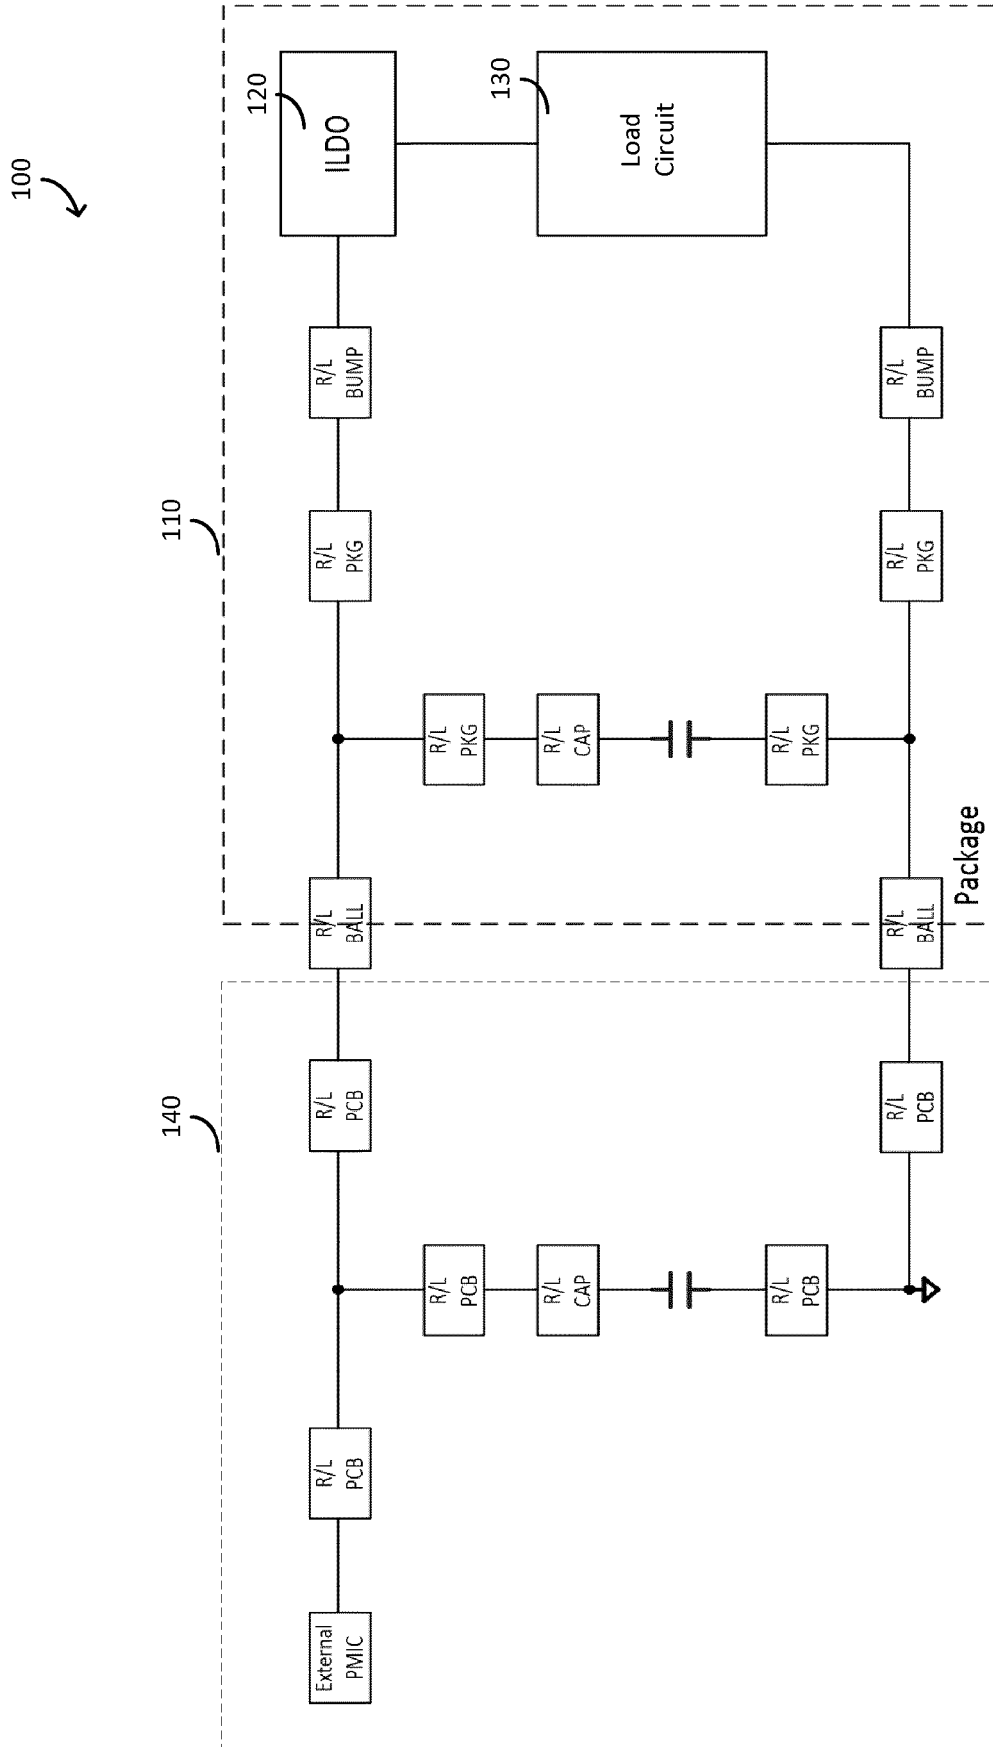 100
140
110
120
130
External
PMIC
R/L
PCB
R/L
PCB
R/L
BALL
R/L
PKG
R/L
BUMP
ILDO
R/L
PCB
R/L
PKG
R/L
CAP
R/L
CAP
Load
Circuit
R/L
PCB
R/L
PKG
R/L
PCB
R/L
BALL
R/L
PKG
R/L
BUMP
Package